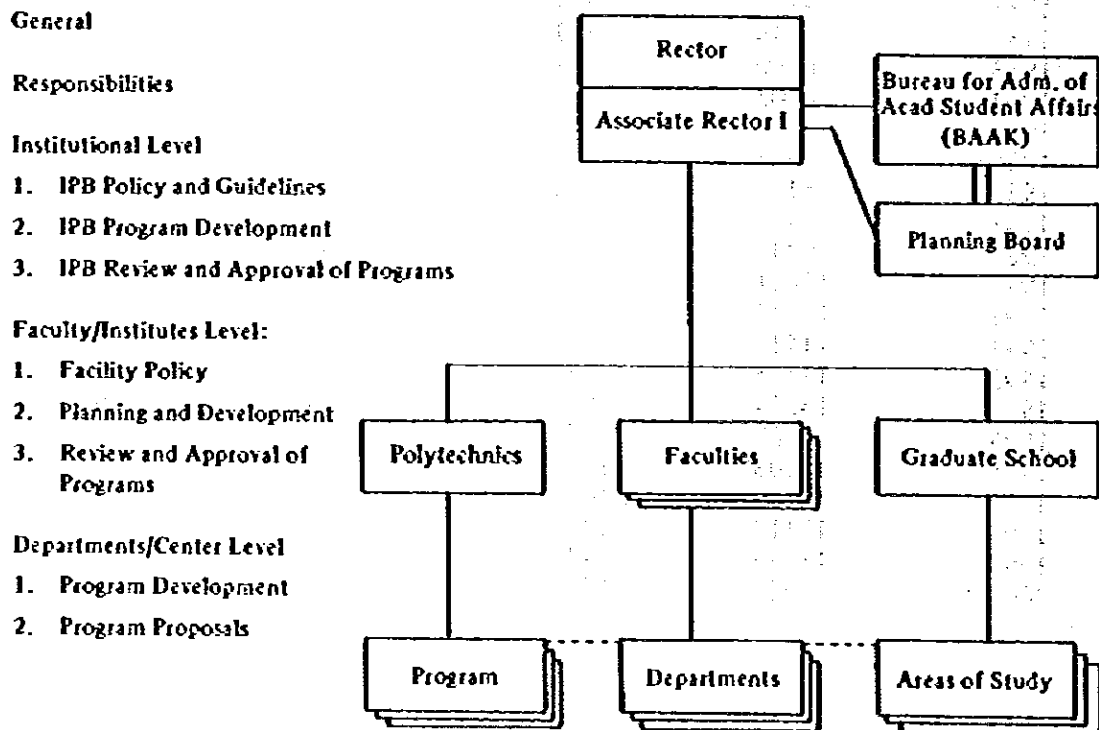 General
Responsibilities
Institutional Level
1. IPB Policy and Guidelines
2. IPB Program Development
3. IPB Review and Approval of Programs
Faculty/Institutes Level:
1. Facility Policy
2. Planning and Development
3. Review and Approval of
Programs
Departments/Center Level
1. Program Development
2. Program Proposals
Rector
Associate Rector I
Bureau for Adm. of
Acad Student Affairs
(BAAK)
Planning Board
Polytechnics
Faculties
Graduate School
Program
Departments
Areas of Study